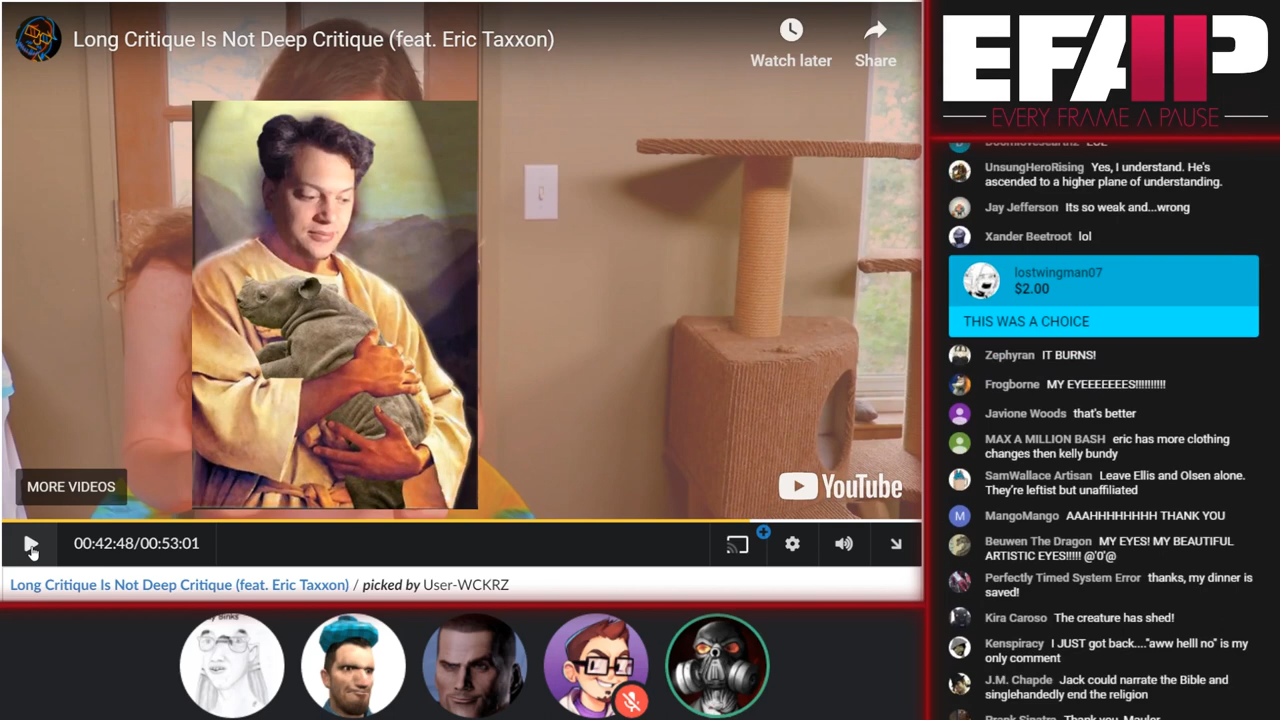 Long Critique Is Not Deep Critique (feat. Eric Taxxon)
Watch later
Share
MORE VIDEOS
YouTube
00:42:48/00:53:01
Long Critique Is Not Deep Critique (feat. Eric Taxxon) / picked by User-WCKRZ
EFAP
EVERY FRAME A PAUSE
UnsungHeroRising Yes, I understand. He's
ascended to a higher plane of understanding.
Jay Jefferson Its so weak and...wrong
Xander Beetroot lol
lostwingman07
$2.00
THIS WAS A CHOICE
Zephyran IT BURNS!
Frogborne MY EYEEEEEEES!!!!!!!!!!
Javione Woods that's better
MAX A MILLION BASH eric has more clothing
changes then kelly bundy
SamWallace Artisan Leave Ellis and Olsen alone.
They're leftist but unaffiliated
M
MangoMango AAAHHHHHHHH THANK YOU
Beuwen The Dragon MY EYES! MY BEAUTIFUL
ARTISTIC EYES!!!!! @'0'@
Perfectly Timed System Error thanks, my dinner is
saved!
Kira Caroso The creature has shed!
Kenspiracy I JUST got back...."aww helll no" is my
only comment
J.M. Chapde Jack could narrate the Bible and
singlehandedly end the religion
Thank you, Mauler